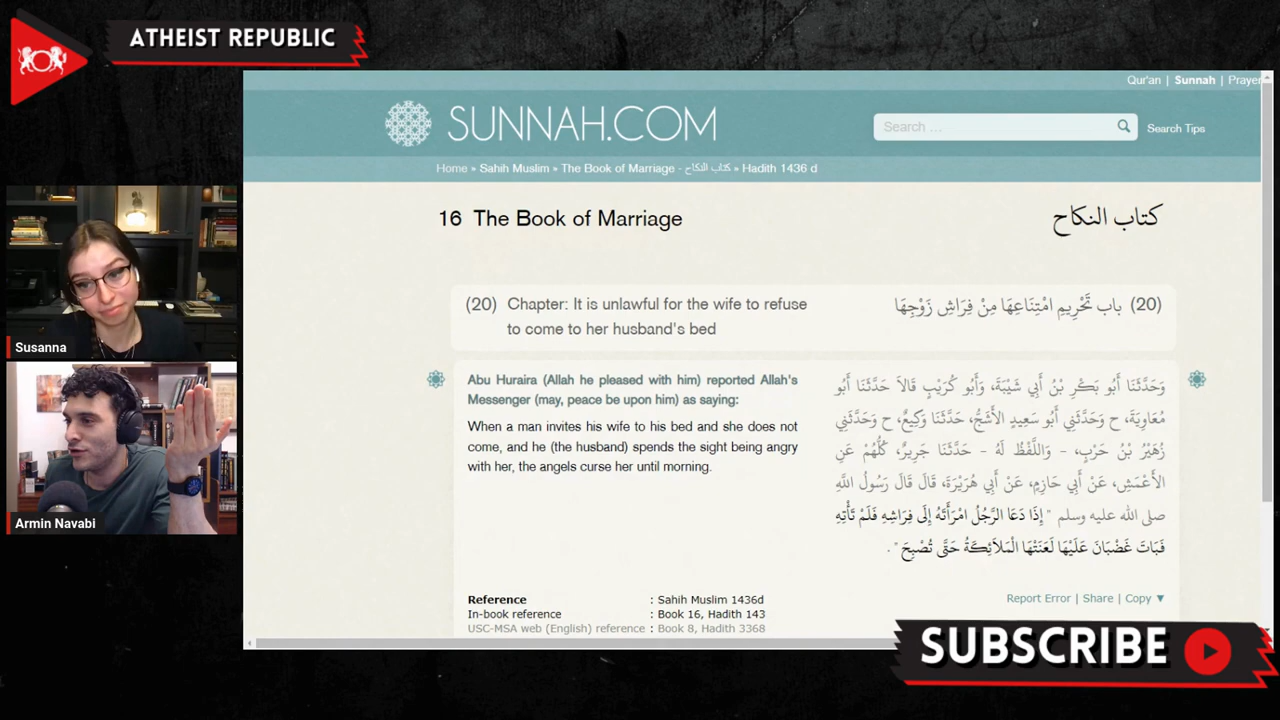 ATHEIST REPUBLIC
Qur'an | Sunnah | Prayer
SUNNAH.COM
Search ...
Search Tips
Home » Sahih Muslim » The Book of Marriage - كتاب النكاح » Hadith 1436 d
16 The Book of Marriage
كتاب النكاح
(20) Chapter: It is unlawful for the wife to refuse
to come to her husband's bed
(20) باب تَحْرِيمِ امْتِنَاعِهَا مِنْ فِرَاشِ زَوْجِهَا
Abu Huraira (Allah he pleased with him) reported Allah's
Messenger (may, peace be upon him) as saying:
When a man invites his wife to his bed and she does not
come, and he (the husband) spends the sight being angry
with her, the angels curse her until morning.
وَحَدَّثَنَا أَبُو بَكْرِ بْنُ أَبِي شَيْبَةَ، وَأَبُو كُرَيْبٍ قَالاَ حَدَّثَنَا أَبُو
مُعَاوِيَةَ، ح وَحَدَّثَنِي أَبُو سَعِيدٍ الأَشَجُّ، حَدَّثَنَا وَكِيعٌ، ح وَحَدَّثَنِي
زُهَيْرُ بْنُ حَرْبٍ، - وَاللَّفْظُ لَهُ - حَدَّثَنَا جَرِيرٌ، كُلُّهُمْ عَنِ
الأَعْمَشِ، عَنْ أَبِي حَازِمٍ، عَنْ أَبِي هُرَيْرَةَ، قَالَ قَالَ رَسُولُ اللَّهِ
صلى الله عليه وسلم " إِذَا دَعَا الرَّجُلُ امْرَأَتَهُ إِلَى فِرَاشِهِ فَلَمْ تَأْتِهِ
فَبَاتَ غَضْبَانَ عَلَيْهَا لَعَنَتْهَا الْمَلاَئِكَةُ حَتَّى تُصْبِحَ " .
Reference : Sahih Muslim 1436d
In-book reference : Book 16, Hadith 143
USC-MSA web (English) reference : Book 8, Hadith 3368
Report Error | Share | Copy ▼
Susanna
Armin Navabi
SUBSCRIBE